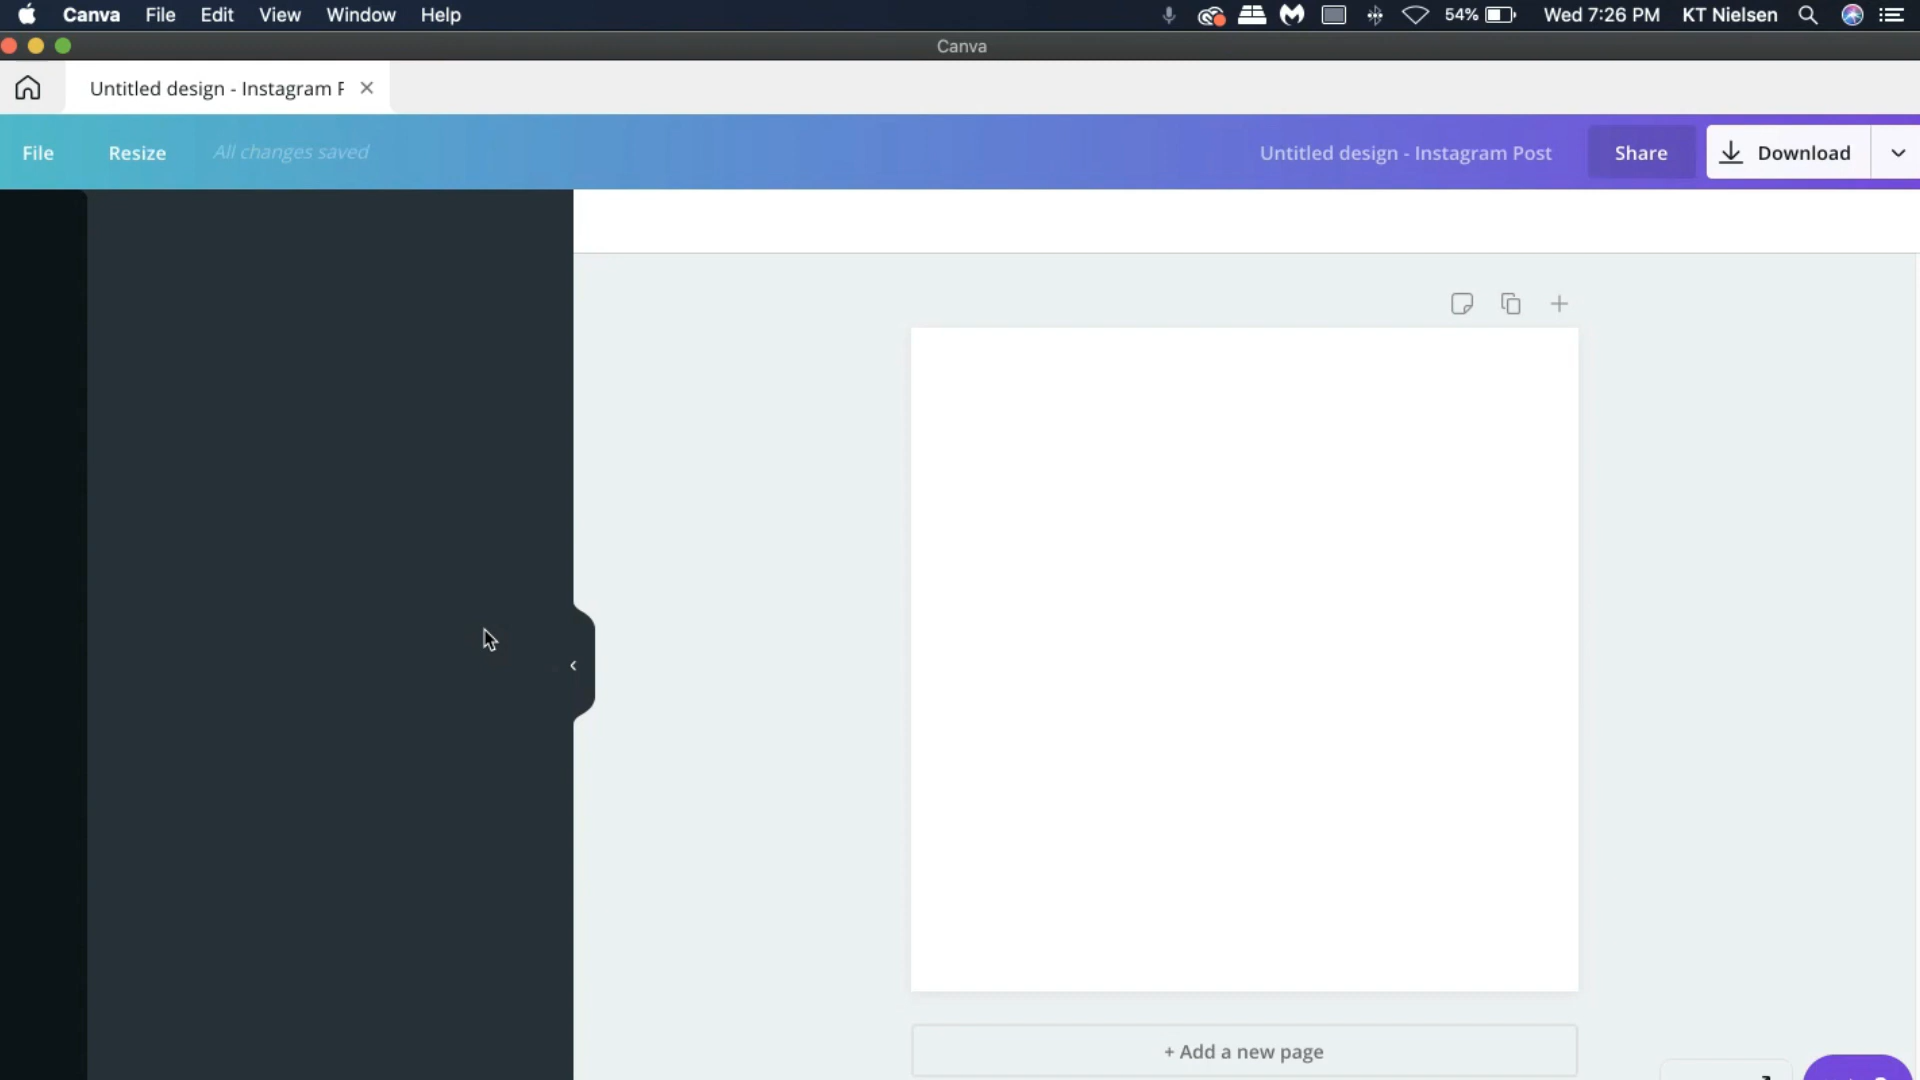 Canva File Edit View Window Help 54% Wed 7:26 PM KT Nielsen
Canva
Untitled design - Instagram F
File Resize All changes saved Untitled design - Instagram Post Share Download
+ Add a new page